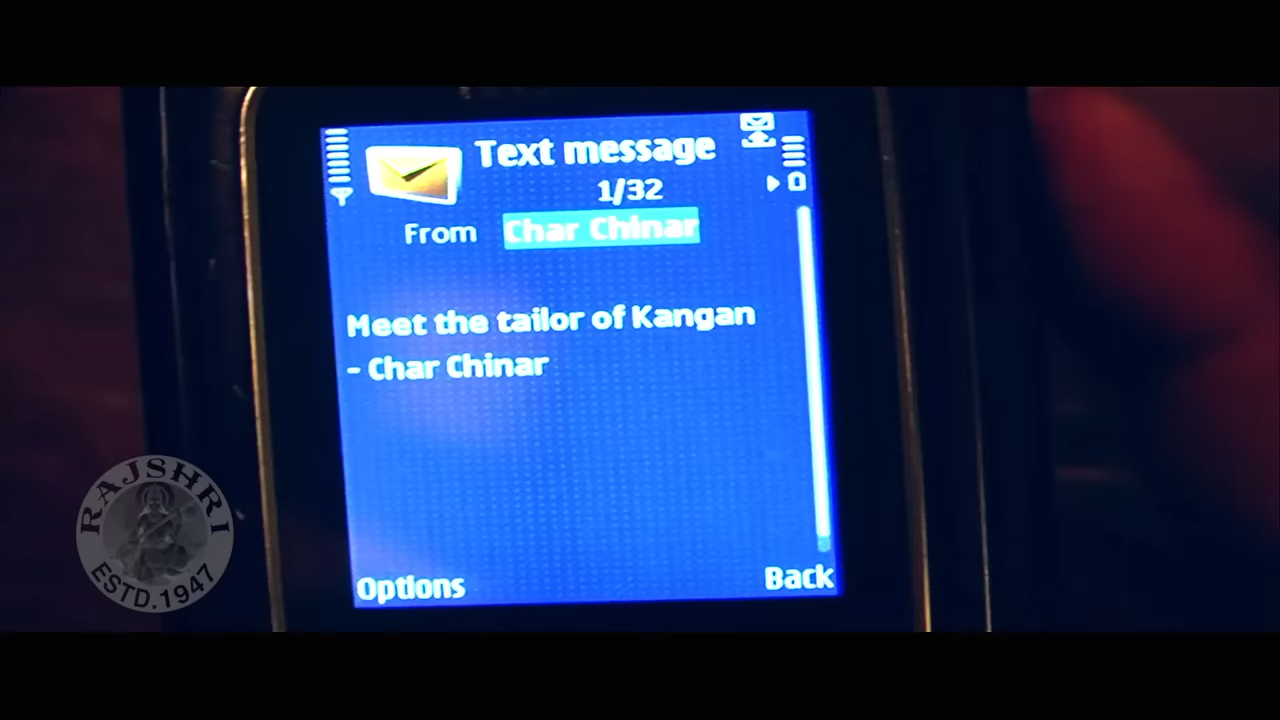 Text message
1/32
From Char Chinar
Meet the tailor of Kangan
- Char Chinar
Options Back
RAJSHRI
ESTD.1947